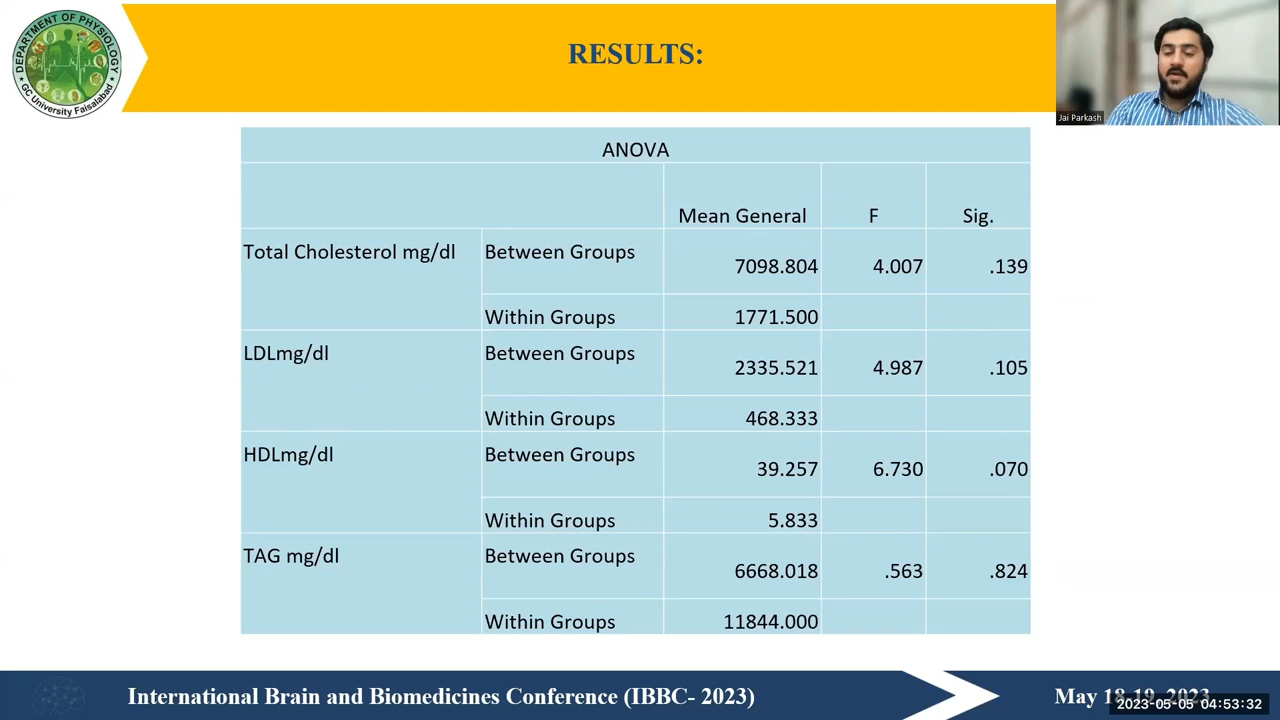 DEPARTMENT OF PHYSIOLOGY
GC University Faisalabad
RESULTS:
Jai Parkash
ANOVA
Mean General F Sig.
Total Cholesterol mg/dl Between Groups 7098.804 4.007 .139
Within Groups 1771.500
LDLmg/dl Between Groups 2335.521 4.987 .105
Within Groups 468.333
HDLmg/dl Between Groups 39.257 6.730 .070
Within Groups 5.833
TAG mg/dl Between Groups 6668.018 .563 .824
Within Groups 11844.000
International Brain and Biomedicines Conference (IBBC- 2023)
May 18-19, 2023
2023-05-05 04:53:32